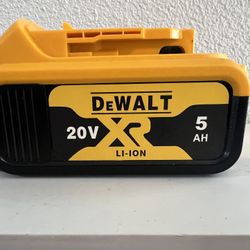 DEWALT
20V XR 5 AH
LI-ION